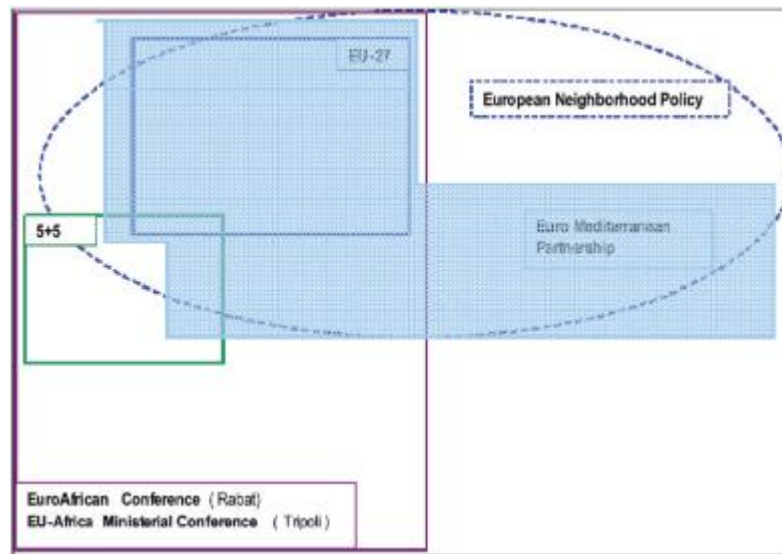 EU-27
European Neighborhood Policy
5+5
Euro Mediterranean
Partnership
EuroAfrican Conference ( Rabat)
EU-Africa Ministerial Conference ( Tripoli )